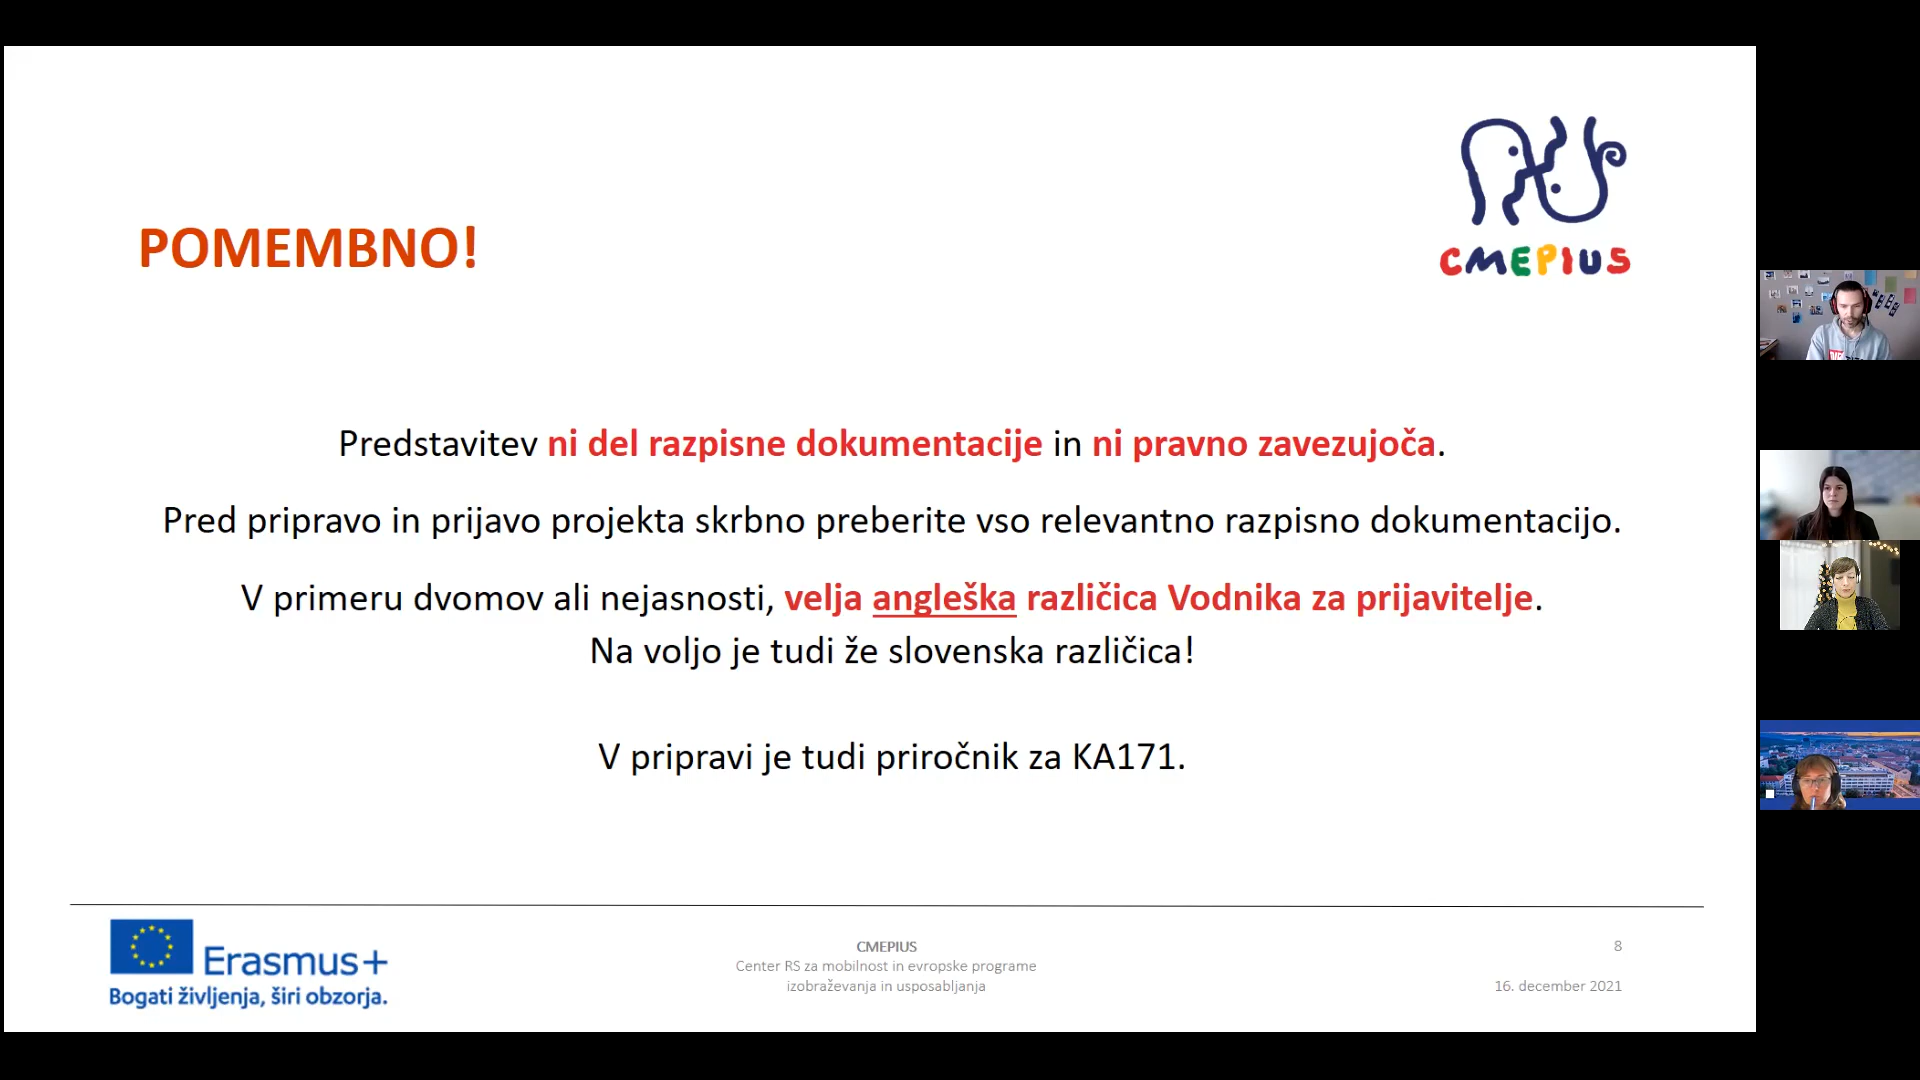 CMEPIUS
POMEMBNO!
Predstavitev ni del razpisne dokumentacije in ni pravno zavezujoča.
Pred pripravo in prijavo projekta skrbno preberite vso relevantno razpisno dokumentacijo.
V primeru dvomov ali nejasnosti, velja angleška različica Vodnika za prijavitelje.
Na voljo je tudi že slovenska različica!
V pripravi je tudi priročnik za KA171.
Erasmus+
Bogati življenja, širi obzorja.
CMEPIUS
Center RS za mobilnost in evropske programe
izobraževanja in usposabljanja
8
16. december 2021